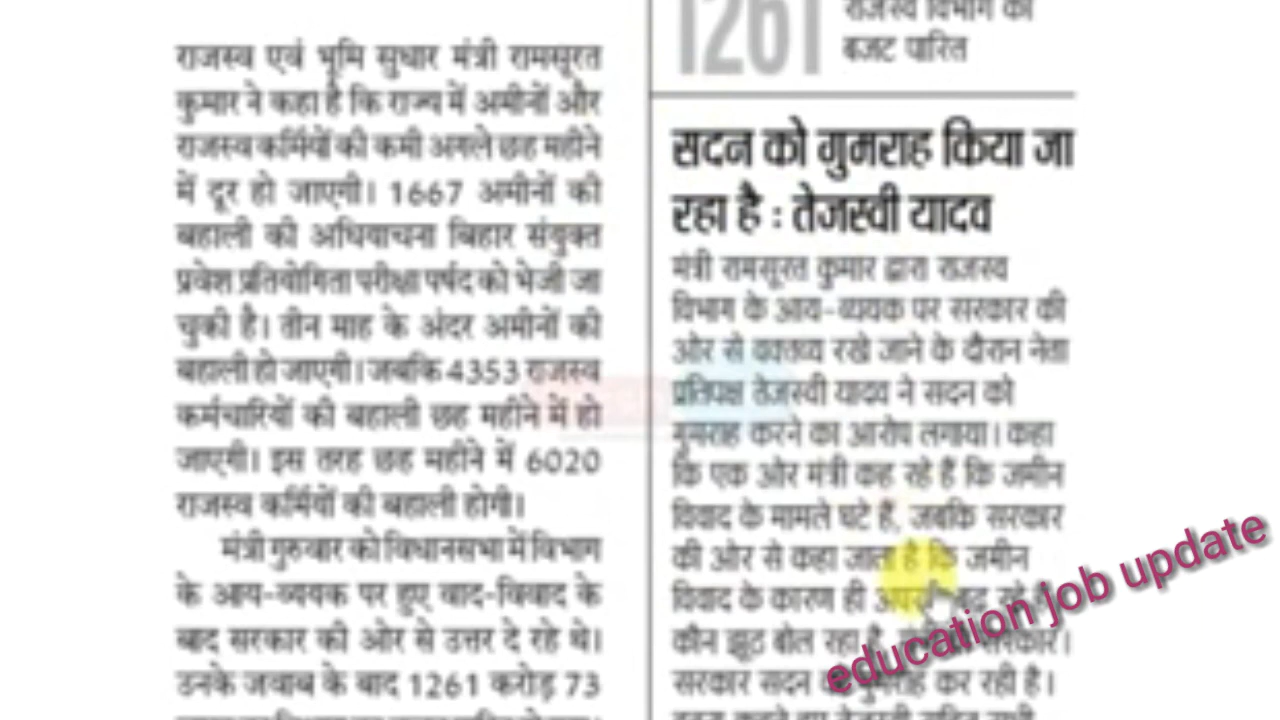 राजस्व एवं भूमि सुधार मंत्री रामसूरत
कुमार ने कहा है कि राज्य में अमीनों और
राजस्व कर्मियों की कमी अगले छह महीने
में दूर हो जाएगी। 1667 अमीनों की
बहाली की अधियाचना बिहार संयुक्त
प्रवेश प्रतियोगिता परीक्षा पर्षद को भेजी जा
चुकी है। तीन माह के अंदर अमीनों की
बहाली हो जाएगी। जबकि 4353 राजस्व
कर्मचारियों की बहाली छह महीने में हो
जाएगी। इस तरह छह महीने में 6020
राजस्व कर्मियों की बहाली होगी।
मंत्री गुरुवार को विधानसभा में विभाग
के आय-व्ययक पर हुए वाद-विवाद के
बाद सरकार की ओर से उत्तर दे रहे थे।
उनके जवाब के बाद 1261 करोड़ 73
1261
राजस्व विभाग का
बजट पारित
सदन को गुमराह किया जा
रहा है : तेजस्वी यादव
मंत्री रामसूरत कुमार द्वारा राजस्व
विभाग के आय-व्ययक पर सरकार की
ओर से वक्तव्य रखे जाने के दौरान नेता
प्रतिपक्ष तेजस्वी यादव ने सदन को
गुमराह करने का आरोप लगाया। कहा
कि एक ओर मंत्री कह रहे हैं कि जमीन
विवाद के मामले घटे हैं, जबकि सरकार
की ओर से कहा जाता है कि जमीन
विवाद के कारण ही
कौन झूठ बोल रहा है, सरकार।
सरकार सदन को गुमराह कर रही है।
education job update